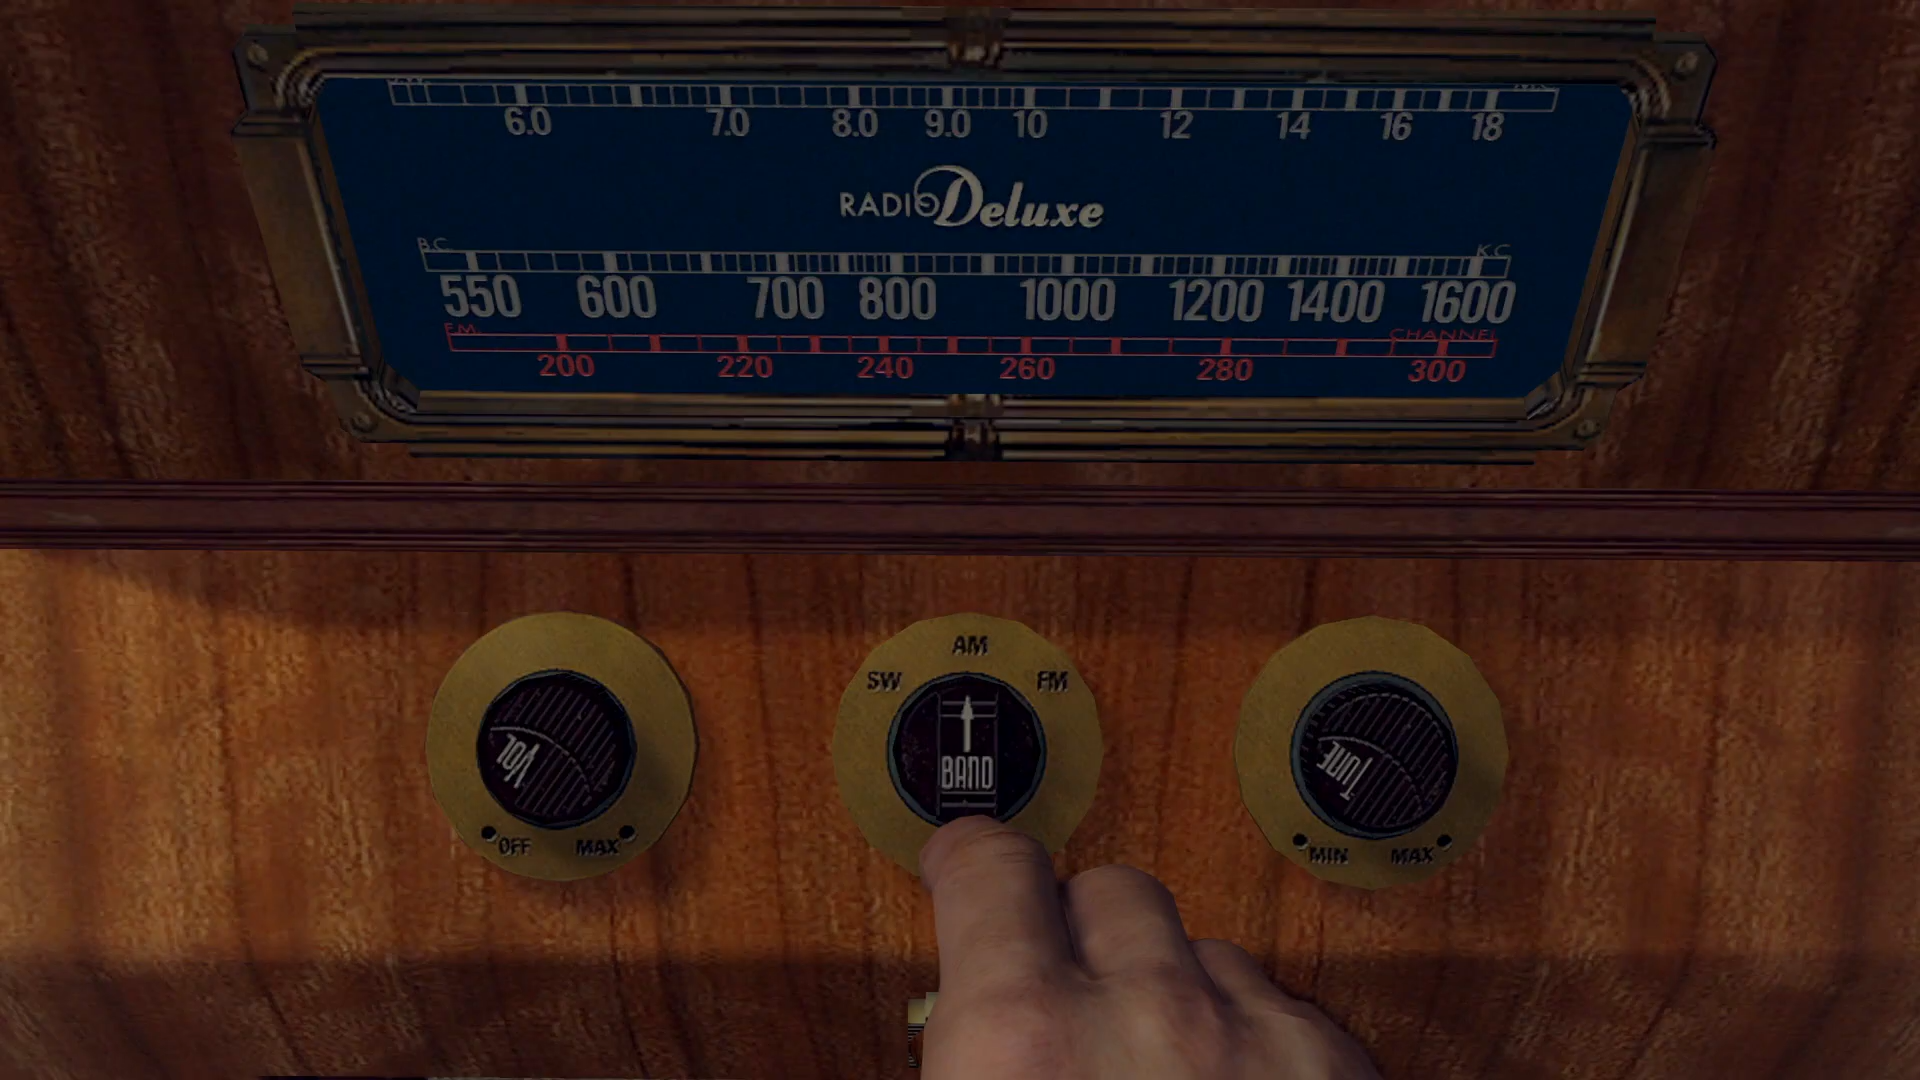 6.0 7.0 8.0 9.0 10 12 14 16 18
RADIO Deluxe
B.C. K.C
550 600 700 800 1000 1200 1400 1600
F.M. CHANNEL
200 220 240 260 280 300
AM
SW FM
VOL
BAND
TUNE
OFF MAX
MIN MAX